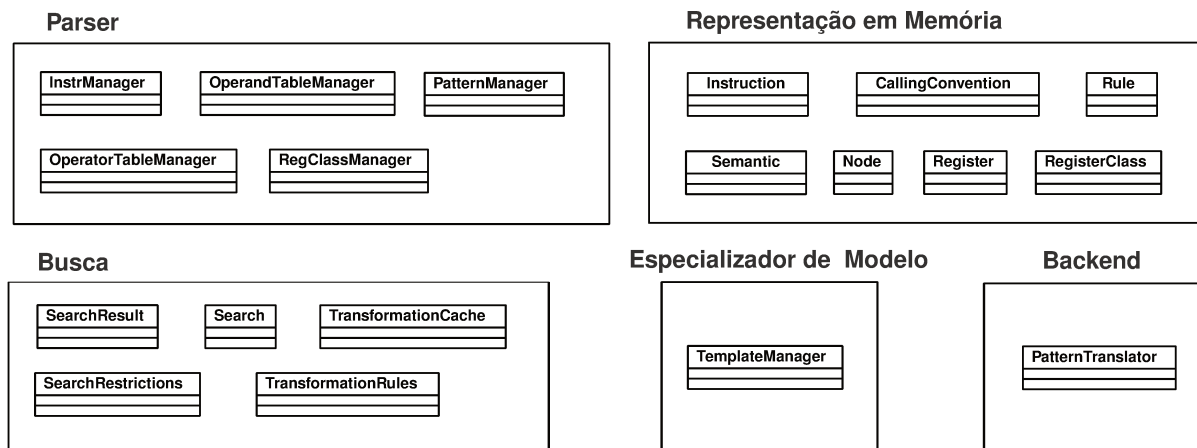 Parser
InstrManager
OperandTableManager
PatternManager
OperatorTableManager
RegClassManager
Representação em Memória
Instruction
CallingConvention
Rule
Semantic
Node
Register
RegisterClass
Busca
SearchResult
Search
TransformationCache
SearchRestrictions
TransformationRules
Especializador de Modelo
TemplateManager
Backend
PatternTranslator